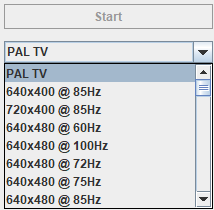 Start
PAL TV
PAL TV
640x400 @ 85Hz
720x400 @ 85Hz
640x480 @ 60Hz
640x480 @ 100Hz
640x480 @ 72Hz
640x480 @ 75Hz
640x480 @ 85Hz